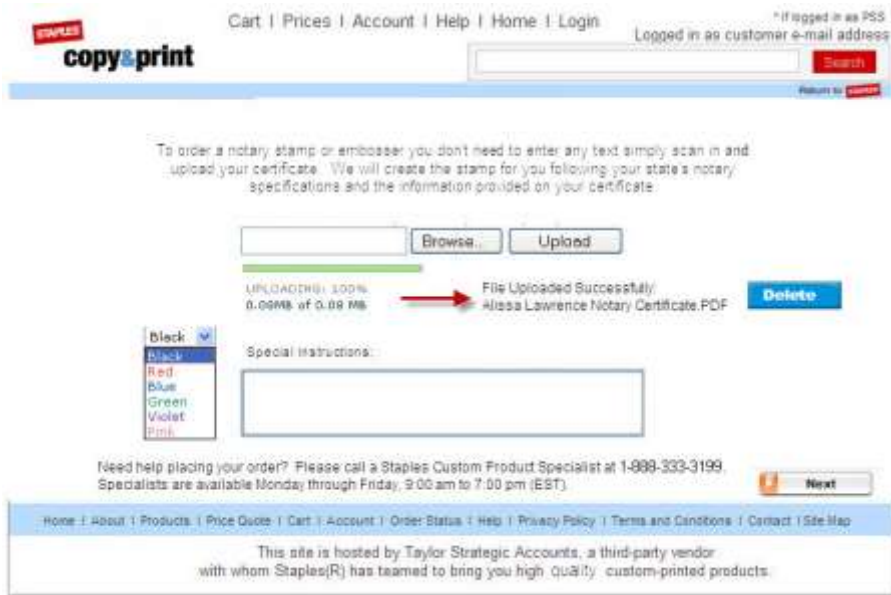 Cart | Prices | Account | Help | Home | Login
* If logged in as PSS
Logged in as customer e-mail address
STAPLES
copy&print
Search
Return to STAPLES
To order a notary stamp or embosser you don't need to enter any text simply scan in and
upload your certificate. We will create the stamp for you following your state's notary
specifications and the information provided on your certificate
Browse... Upload
UPLOADING: 100%
0.08MB of 0.08 MB
File Uploaded Successfully
Alissa Lawrence Notary Certificate.PDF
Delete
Black
Black
Red
Blue
Green
Violet
Pink
Special Instructions:
Need help placing your order? Please call a Staples Custom Product Specialist at 1-888-333-3199.
Specialists are available Monday through Friday, 9:00 am to 7:00 pm (EST).
Next
Home | About | Products | Price Quote | Cart | Account | Order Status | Help | Privacy Policy | Terms and Conditions | Contact | Site Map
This site is hosted by Taylor Strategic Accounts, a third-party vendor
with whom Staples(R) has teamed to bring you high quality custom-printed products.